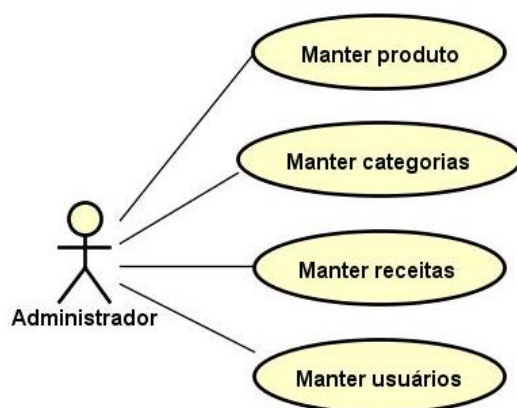 Manter produto
Manter categorias
Manter receitas
Administrador
Manter usuários